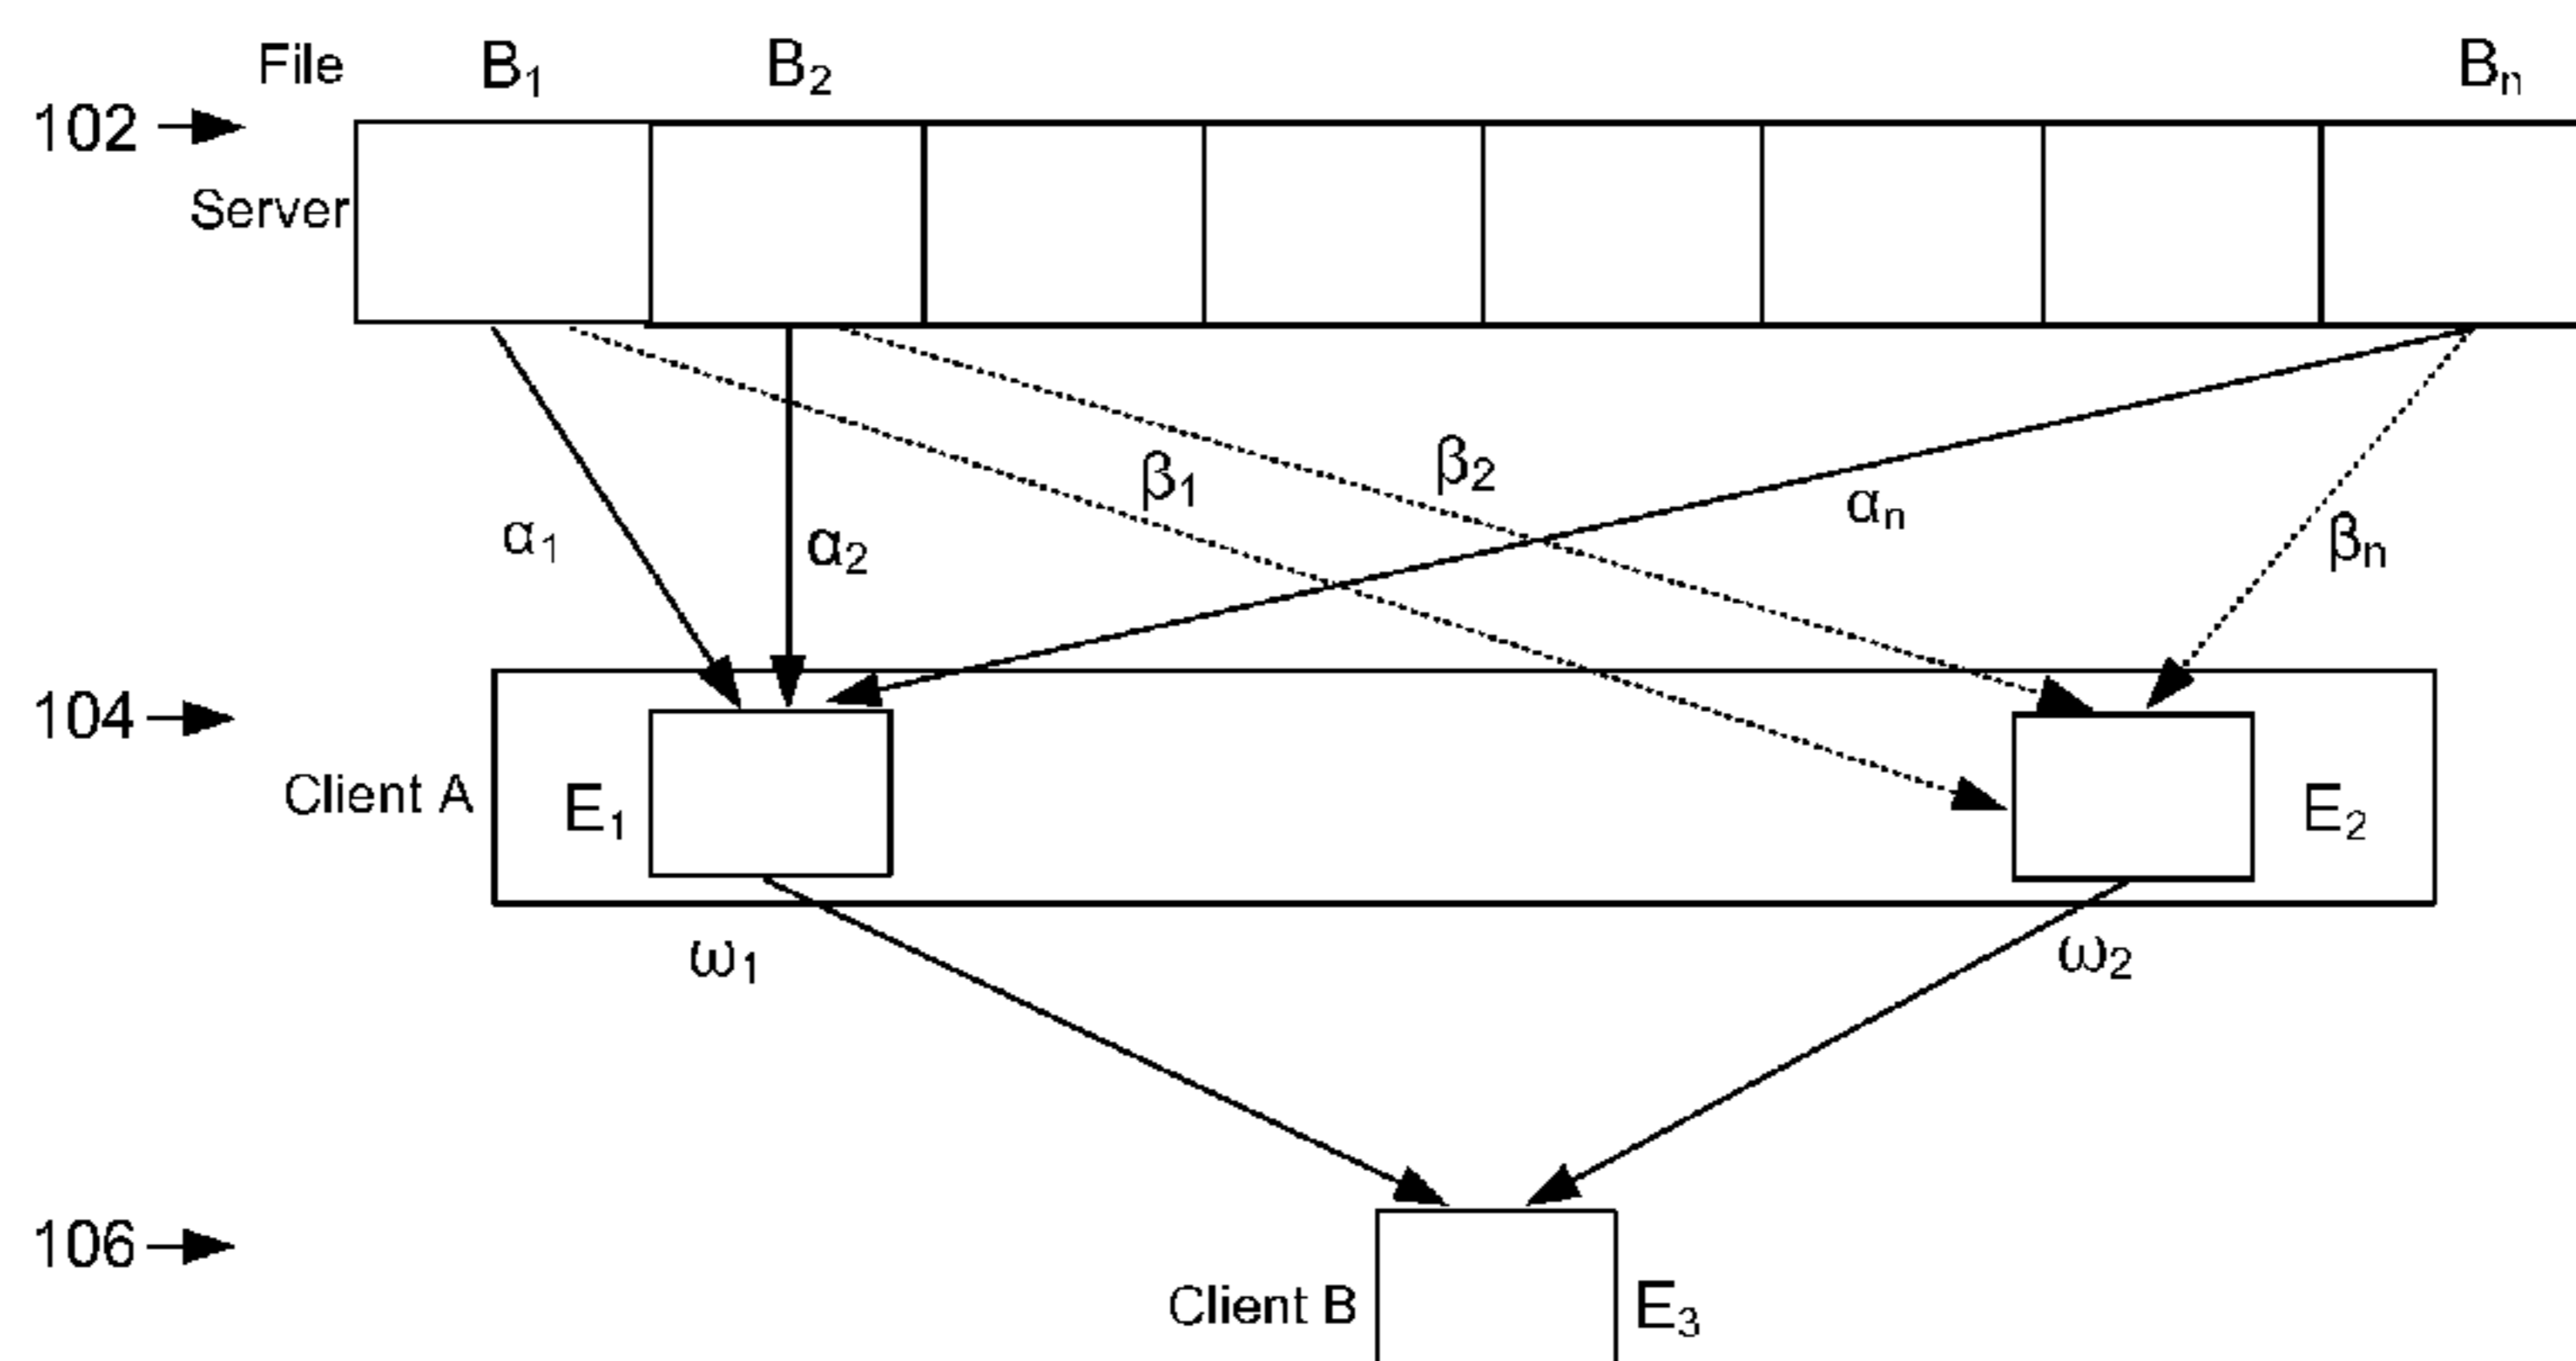 File B₁ B₂ Bₙ
102
Server
β₁ β₂ αₙ
α₁ α₂ βₙ
104
Client A E₁ E₂
ω₁ ω₂
106
Client B E₃